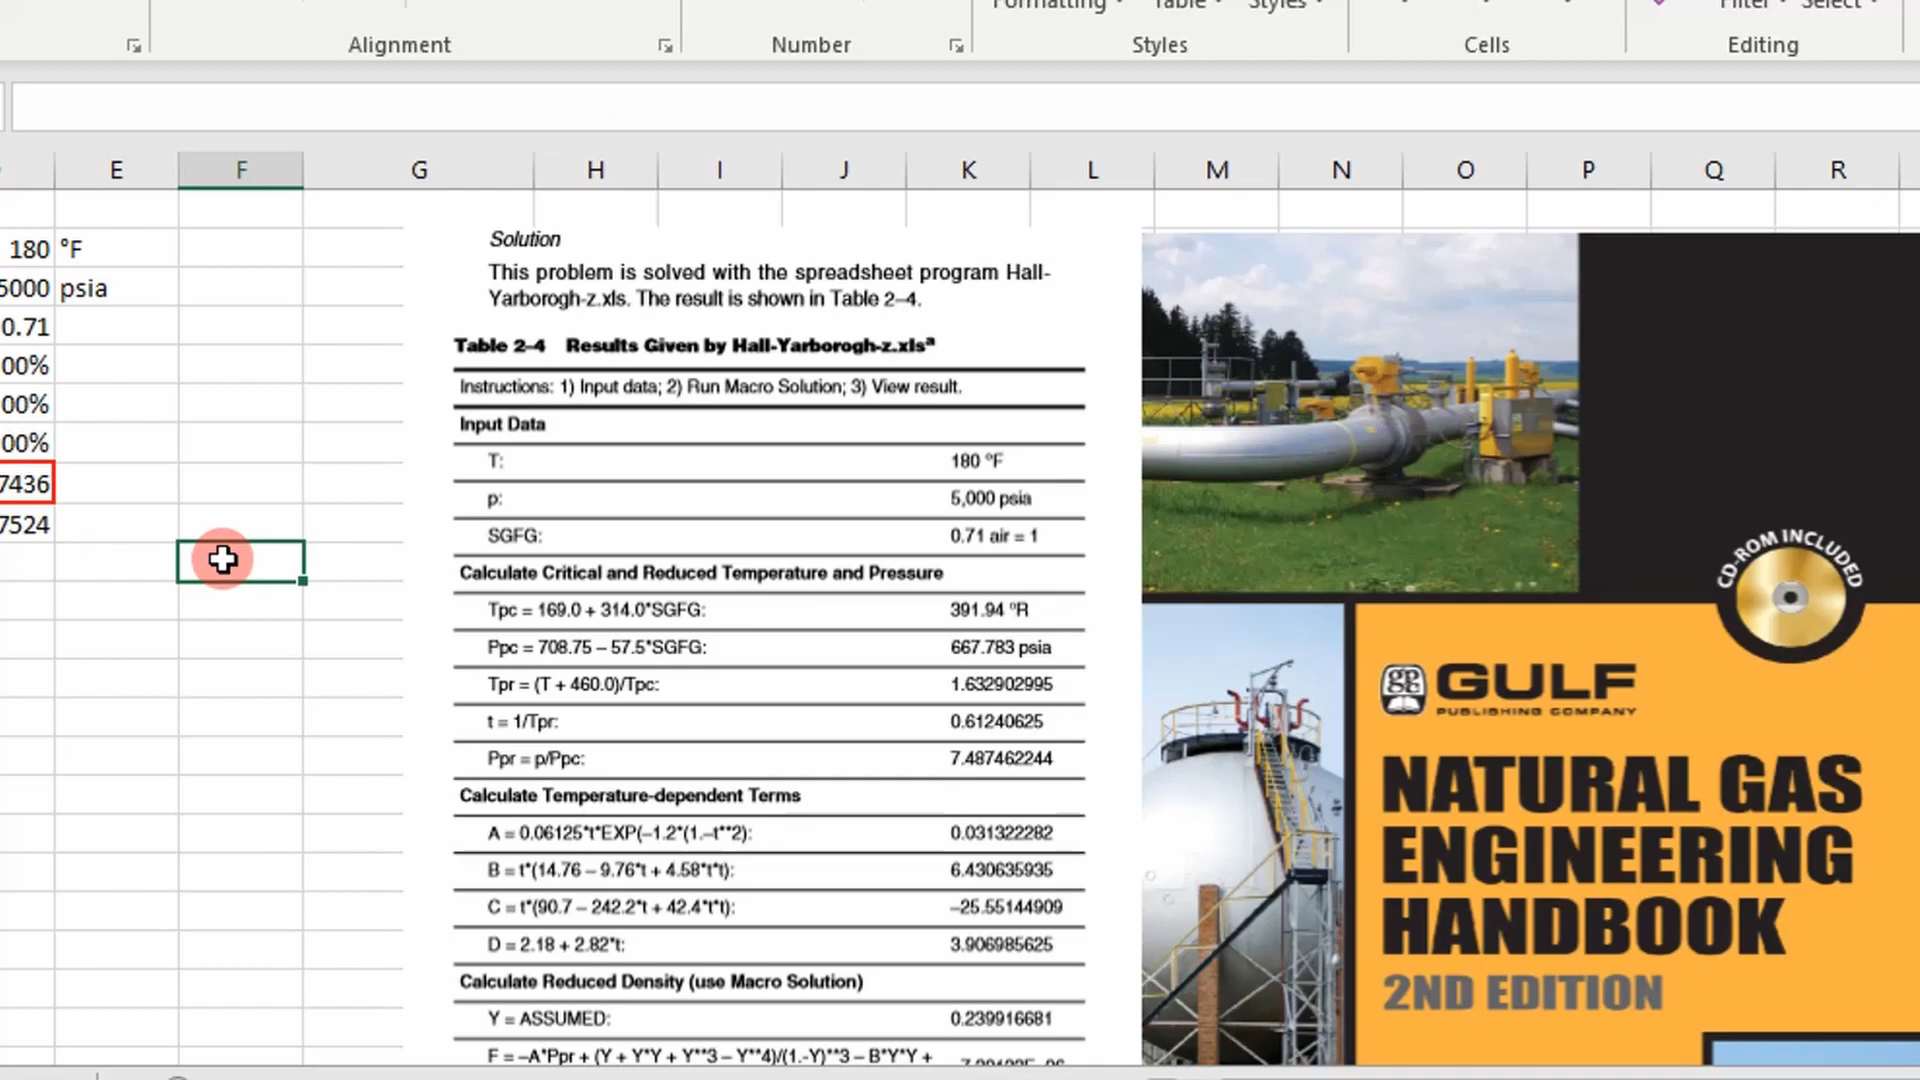 Formatting Table Styles Filter Select
Alignment Number Styles Cells Editing
E F G H I J K L M N O P Q R
180 °F
5000 psia
0.71
00%
00%
00%
7436
7524
Solution
This problem is solved with the spreadsheet program Hall-
Yarborogh-z.xls. The result is shown in Table 2–4.
Table 2–4 Results Given by Hall-Yarborogh-z.xlsª
Instructions: 1) Input data; 2) Run Macro Solution; 3) View result.
Input Data
T: 180 °F
p: 5,000 psia
SGFG: 0.71 air = 1
Calculate Critical and Reduced Temperature and Pressure
Tpc = 169.0 + 314.0*SGFG: 391.94 °R
Ppc = 708.75 – 57.5*SGFG: 667.783 psia
Tpr = (T + 460.0)/Tpc: 1.632902995
t = 1/Tpr: 0.61240625
Ppr = p/Ppc: 7.487462244
Calculate Temperature-dependent Terms
A = 0.06125*t*EXP(–1.2*(1.–t**2): 0.031322282
B = t*(14.76 – 9.76*t + 4.58*t*t): 6.430635935
C = t*(90.7 – 242.2*t + 42.4*t*t): –25.55144909
D = 2.18 + 2.82*t: 3.906985625
Calculate Reduced Density (use Macro Solution)
Y = ASSUMED: 0.239916681
F = –A*Ppr + (Y + Y*Y + Y**3 – Y**4)/(1.-Y)**3 – B*Y*Y +
CD-ROM INCLUDED
gp
GULF
PUBLISHING COMPANY
NATURAL GAS
ENGINEERING
HANDBOOK
2ND EDITION